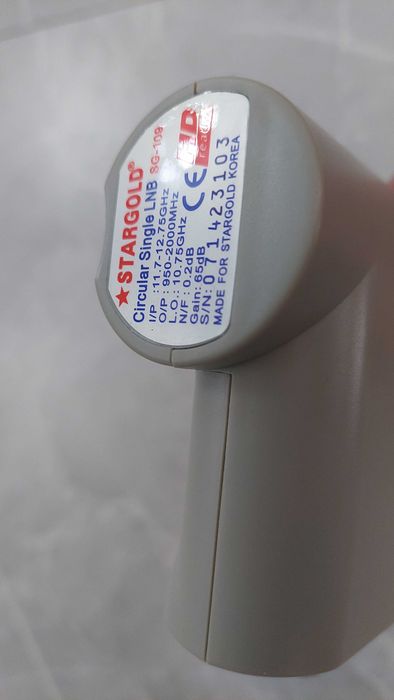 ★STARGOLD®
Circular Single LNB SG-109
I/P :11.7-12.75GHz
O/P : 950-2000MHz
L.O.: 10.75GHz
N/F : 0.2dB
Gain: 65dB
S/N: 071423103
MADE FOR STARGOLD KOREA
CE
HD
ready